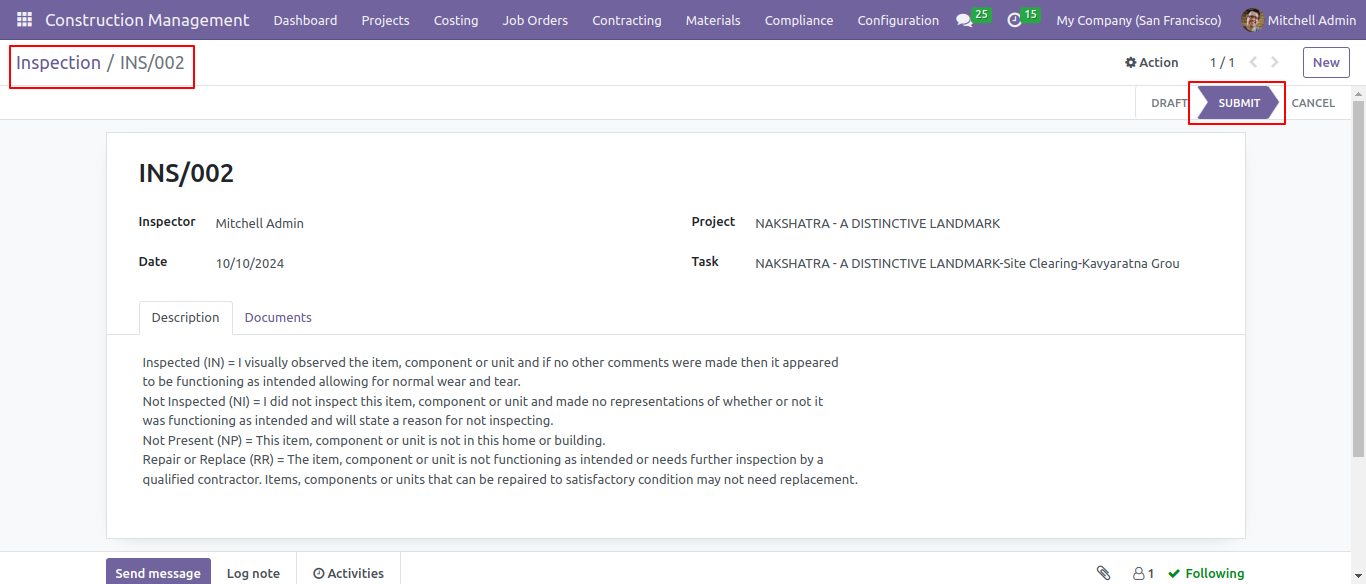 Construction Management Dashboard Projects Costing Job Orders Contracting Materials Compliance Configuration 25 15 My Company (San Francisco) Mitchell Admin
Inspection / INS/002 Action 1 / 1 New
DRAFT SUBMIT CANCEL
INS/002
Inspector Mitchell Admin Project NAKSHATRA - A DISTINCTIVE LANDMARK
Date 10/10/2024 Task NAKSHATRA - A DISTINCTIVE LANDMARK-Site Clearing-Kavyaratna Grou
Description Documents
Inspected (IN) = I visually observed the item, component or unit and if no other comments were made then it appeared
to be functioning as intended allowing for normal wear and tear.
Not Inspected (NI) = I did not inspect this item, component or unit and made no representations of whether or not it
was functioning as intended and will state a reason for not inspecting.
Not Present (NP) = This item, component or unit is not in this home or building.
Repair or Replace (RR) = The item, component or unit is not functioning as intended or needs further inspection by a
qualified contractor. Items, components or units that can be repaired to satisfactory condition may not need replacement.
Send message Log note Activities 1 Following